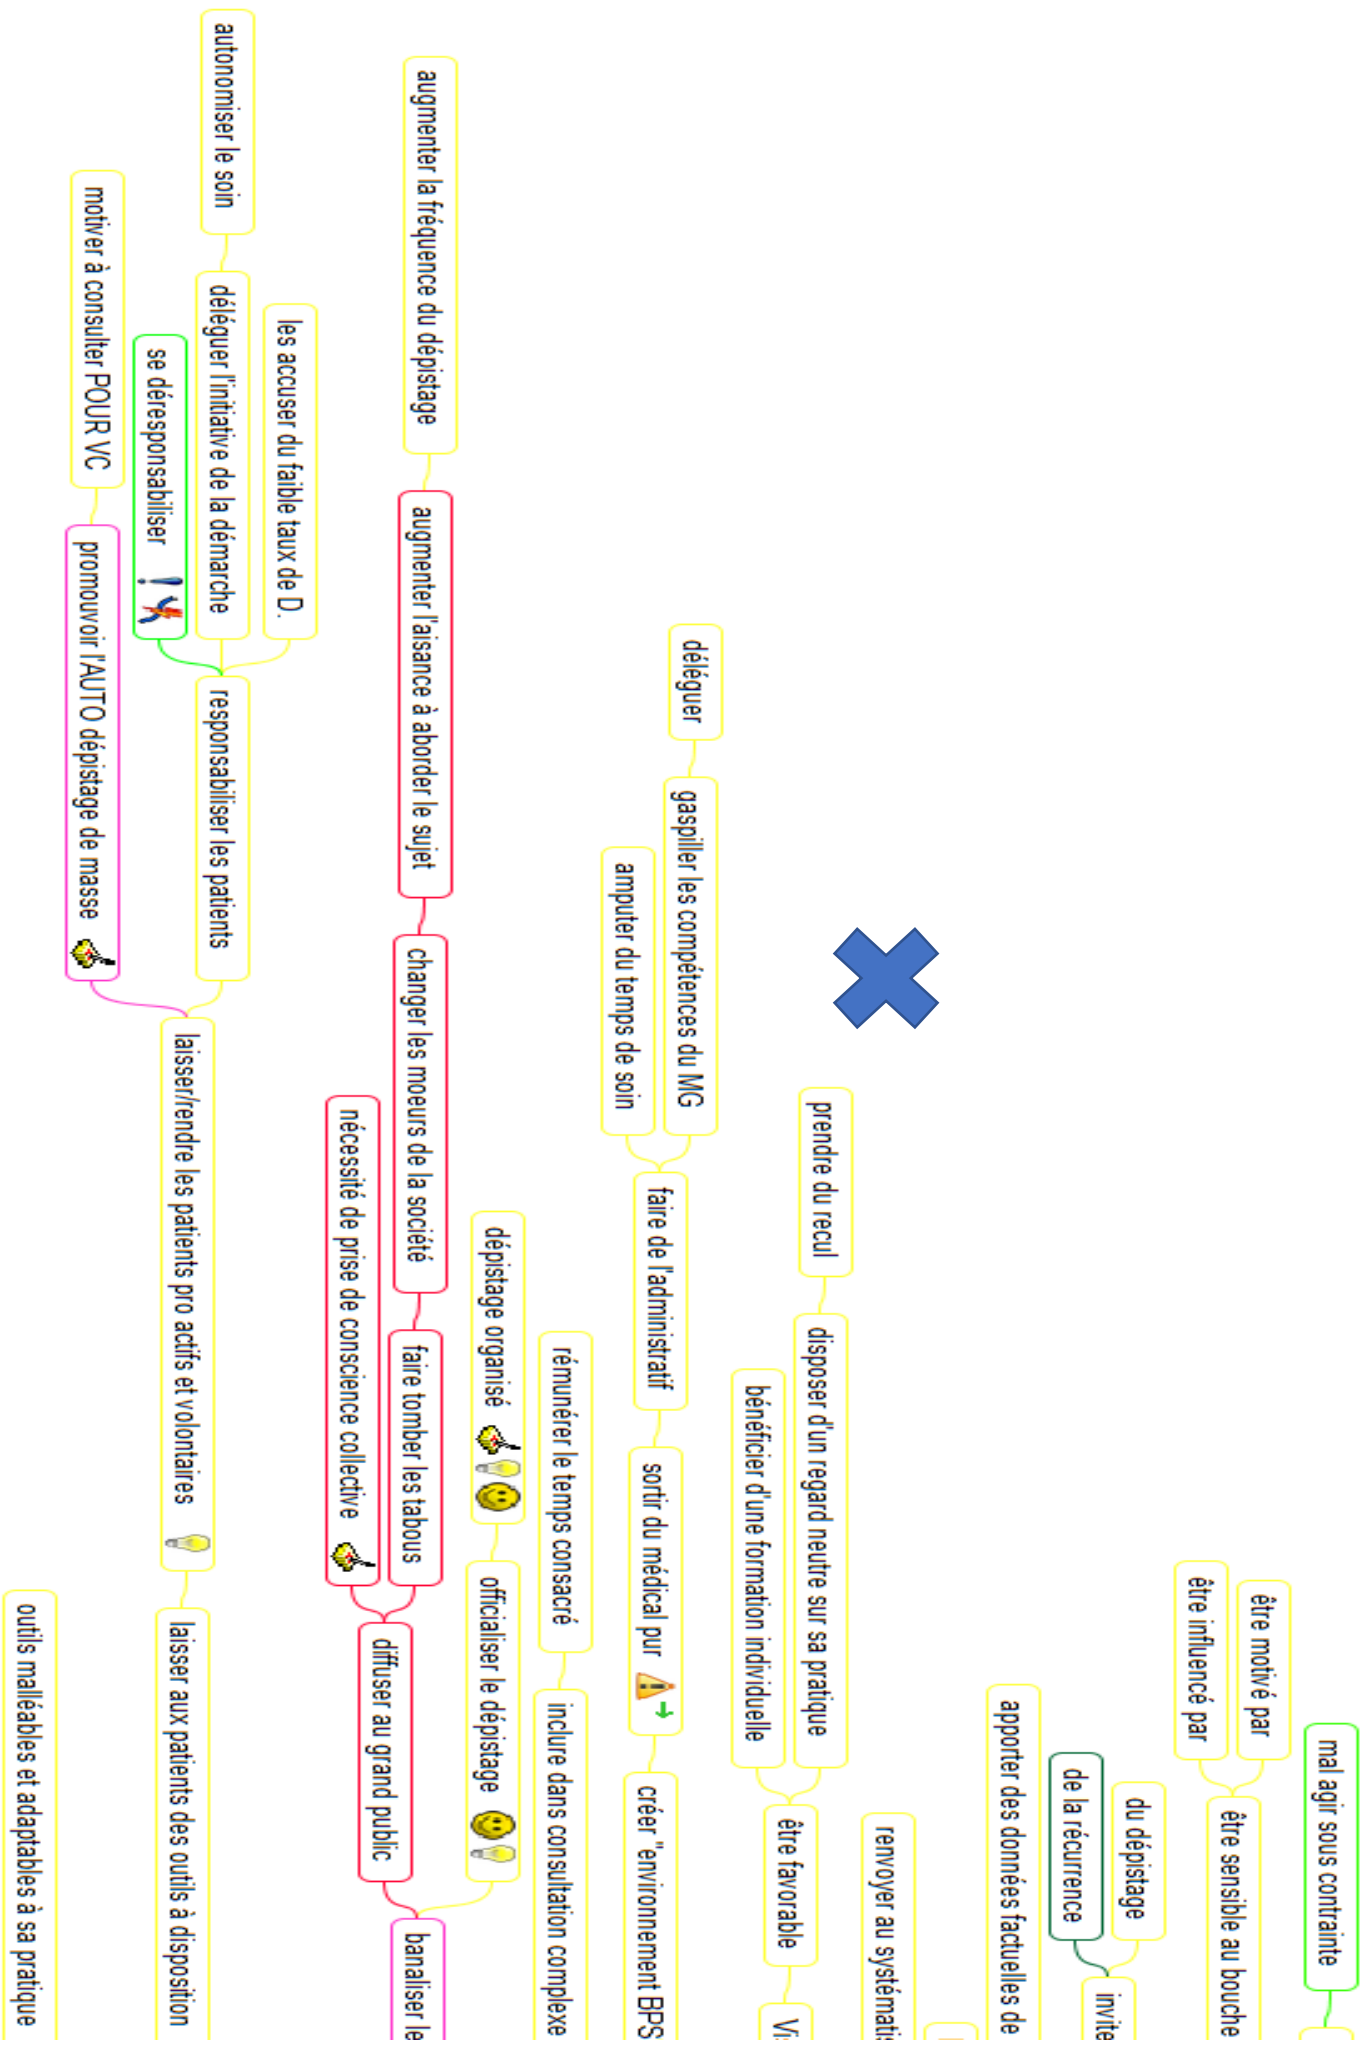 mal agir sous contrainte
être motivé par
être influencé par
être sensible au bouche
du dépistage
de la récurrence
invite
apporter des données factuelles de
renvoyer au systémati
prendre du recul
disposer d'un regard neutre sur sa pratique
bénéficier d'une formation individuelle
être favorable
déléguer
gaspiller les compétences du MG
amputer du temps de soin
faire de l'administratif
sortir du médical pur
créer "environnement BPS
rémunérer le temps consacré
inclure dans consultation complexe
dépistage organisé
officialiser le dépistage
augmenter la fréquence du dépistage
augmenter l'aisance à aborder le sujet
changer les moeurs de la société
faire tomber les tabous
nécessité de prise de conscience collective
diffuser au grand public
banaliser le
les accuser du faible taux de D.
autonomiser le soin
déléguer l'initiative de la démarche
se déresponsabiliser
responsabiliser les patients
motiver à consulter POUR VC
promouvoir l'AUTO dépistage de masse
laisser/rendre les patients pro actifs et volontaires
laisser aux patients des outils à disposition
outils malléables et adaptables à sa pratique